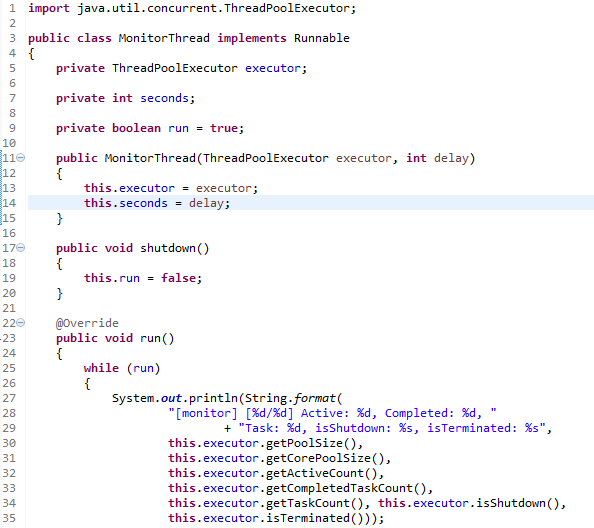 1 import java.util.concurrent.ThreadPoolExecutor;
2
3 public class MonitorThread implements Runnable
4 {
5     private ThreadPoolExecutor executor;
6
7     private int seconds;
8
9     private boolean run = true;
10
11     public MonitorThread(ThreadPoolExecutor executor, int delay)
12     {
13         this.executor = executor;
14         this.seconds = delay;
15     }
16
17     public void shutdown()
18     {
19         this.run = false;
20     }
21
22     @Override
23     public void run()
24     {
25         while (run)
26         {
27             System.out.println(String.format(
28                     "[monitor] [%d/%d] Active: %d, Completed: %d, "
29                             + "Task: %d, isShutdown: %s, isTerminated: %s",
30                     this.executor.getPoolSize(),
31                     this.executor.getCorePoolSize(),
32                     this.executor.getActiveCount(),
33                     this.executor.getCompletedTaskCount(),
34                     this.executor.getTaskCount(), this.executor.isShutdown(),
35                     this.executor.isTerminated()));